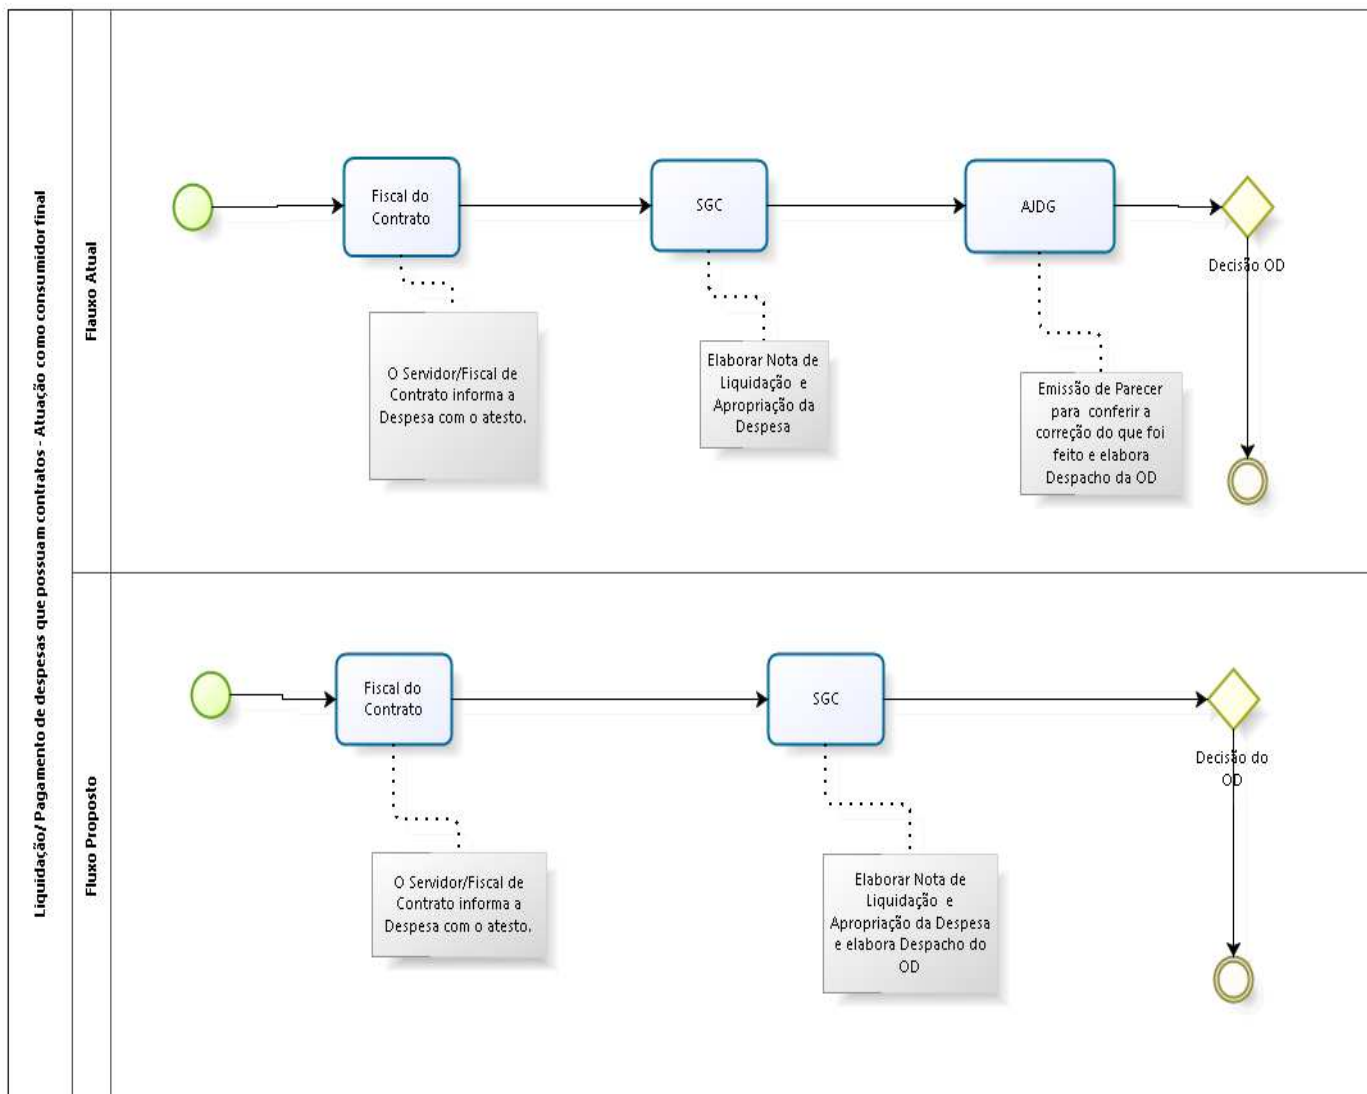 Liquidação/ Pagamento de despesas que possuam contratos - Atuação como consumidor final
Flauxo Atual
Fiscal do
Contrato
SGC
AJDG
Decisão OD
O Servidor/Fiscal de
Contrato informa a
Despesa com o atesto.
Elaborar Nota de
Liquidação e
Apropriação da
Despesa
Emissão de Parecer
para conferir a
correção do que foi
feito e elabora
Despacho da OD
Fluxo Proposto
Fiscal do
Contrato
SGC
Decisão do
OD
O Servidor/Fiscal de
Contrato informa a
Despesa com o atesto.
Elaborar Nota de
Liquidação e
Apropriação da Despesa
e elabora Despacho do
OD